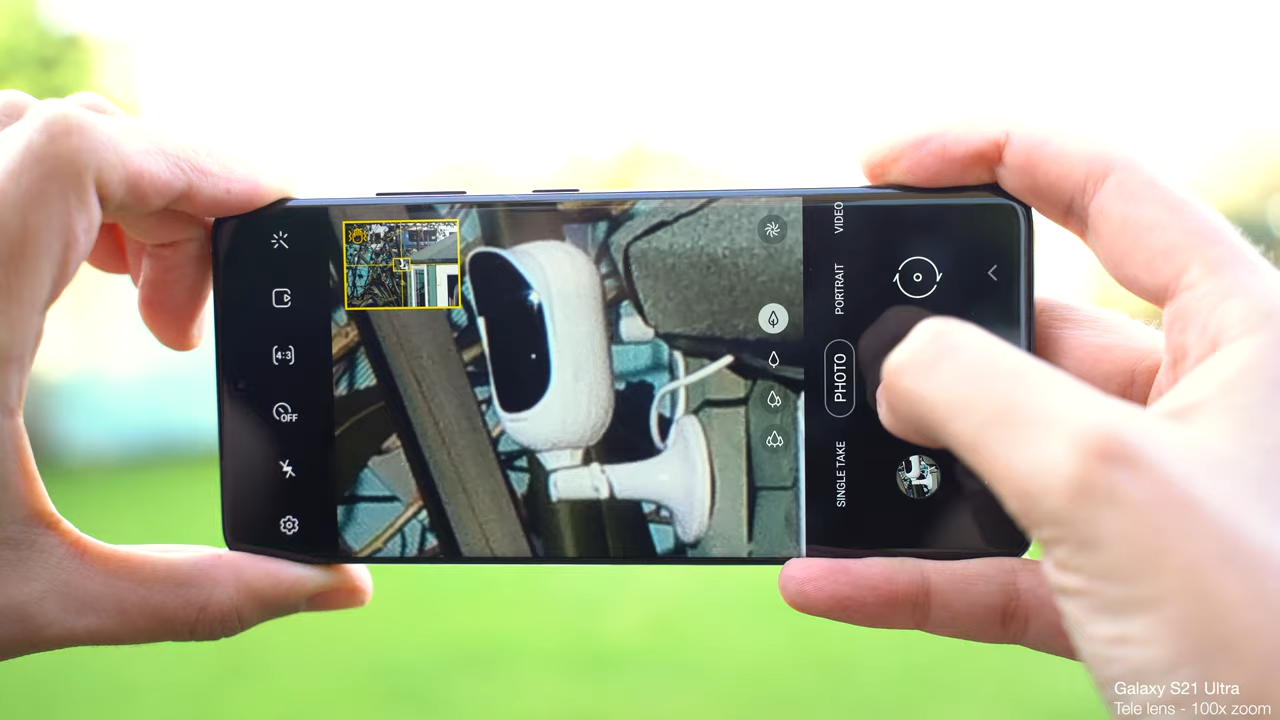 4:3
OFF
VIDEO
PORTRAIT
PHOTO
SINGLE TAKE
Galaxy S21 Ultra
Tele lens - 100x zoom